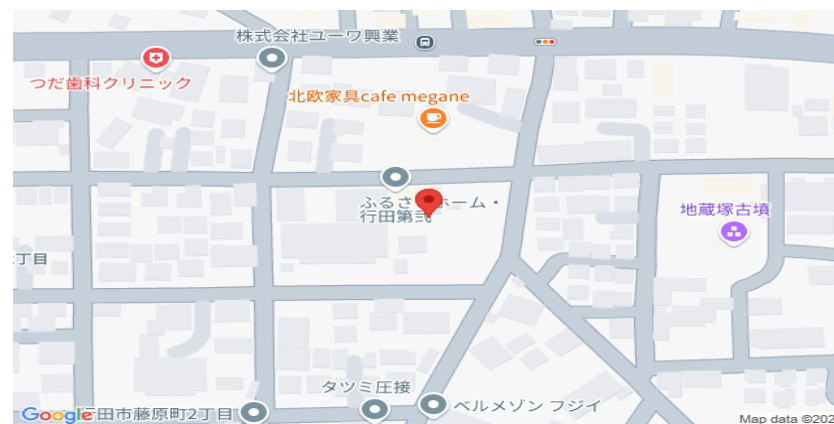 株式会社ユーワ興業
つだ歯科クリニック
北欧家具cafe megane
ふるさ ホーム・
行田第弐
地蔵塚古墳
丁目
タツミ圧接
ベルメゾン フジイ
Google
田市藤原町2丁目
Map data ©202